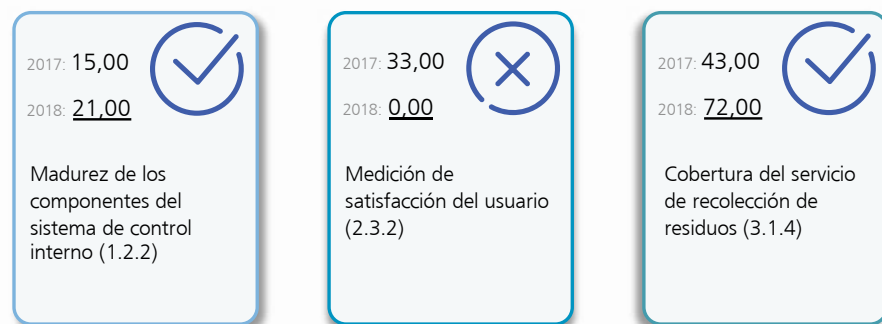 2017: 15,00
2018: 21,00
Madurez de los
componentes del
sistema de control
interno (1.2.2)
2017: 33,00
2018: 0,00
Medición de
satisfacción del usuario
(2.3.2)
2017: 43,00
2018: 72,00
Cobertura del servicio
de recolección de
residuos (3.1.4)